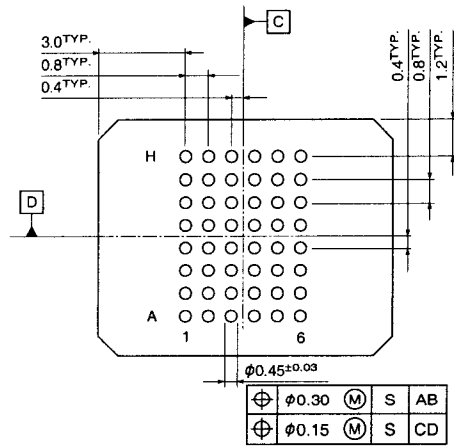 C
3.0TYP.
0.8TYP.
0.4TYP.
0.4TYP.
0.8TYP.
1.2TYP.
H
D
A
1
6
φ0.45±0.03
⌖ φ0.30 Ⓜ S AB
⌖ φ0.15 Ⓜ S CD